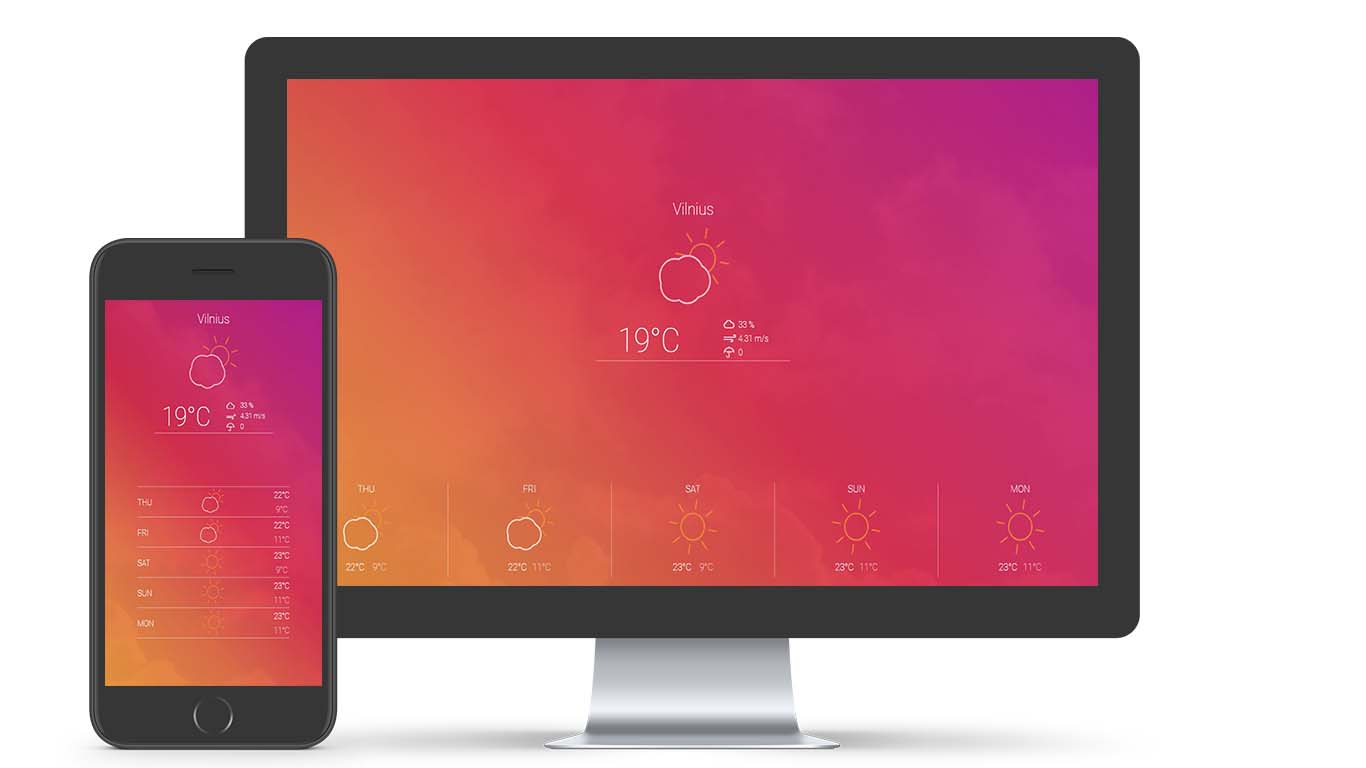 Vilnius
19°C
33 %
4.31 m/s
0
THU
22°C 9°C
FRI
22°C 11°C
SAT
23°C 9°C
SUN
23°C 11°C
MON
23°C 11°C
Vilnius
19°C
33 %
4.31 m/s
0
THU
22°C
9°C
FRI
22°C
11°C
SAT
23°C
9°C
SUN
23°C
11°C
MON
23°C
11°C